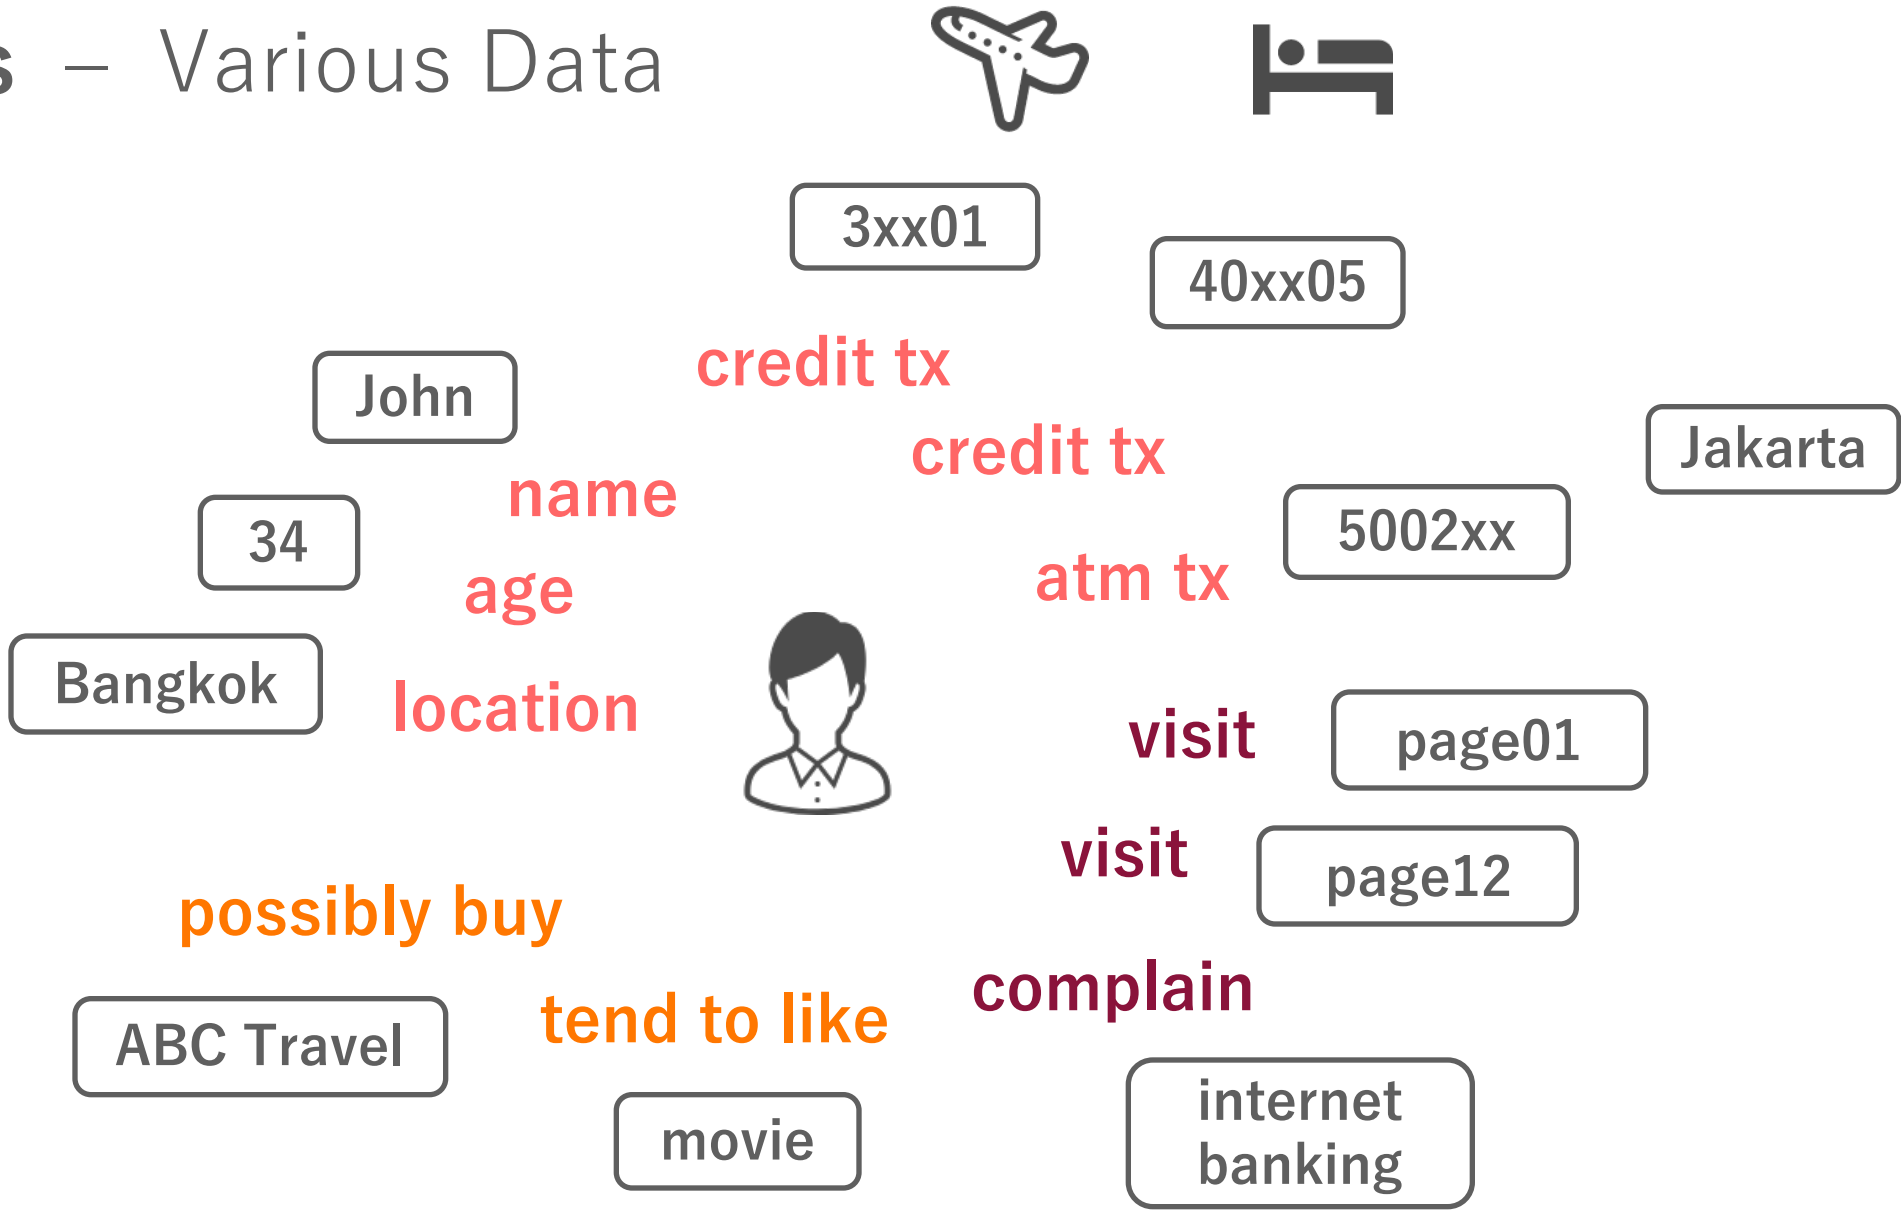 s – Various Data
3xx01
40xx05
credit tx
John
credit tx
Jakarta
name
5002xx
34
age
atm tx
Bangkok
location
visit
page01
visit
page12
possibly buy
complain
tend to like
ABC Travel
internet
banking
movie